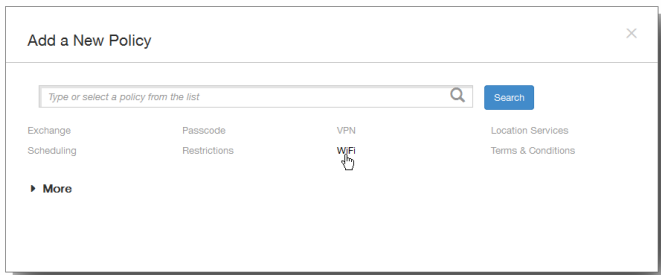 Add a New Policy
Type or select a policy from the list
Search
Exchange Passcode VPN Location Services
Scheduling Restrictions WiFi Terms & Conditions
More